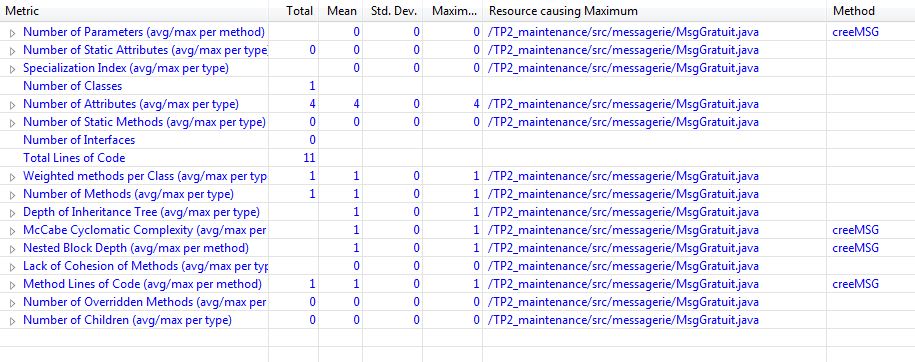 Metric Total Mean Std. Dev. Maxim... Resource causing Maximum Method
Number of Parameters (avg/max per method) 0 0 0 /TP2_maintenance/src/messagerie/MsgGratuit.java creeMSG
Number of Static Attributes (avg/max per type) 0 0 0 0 /TP2_maintenance/src/messagerie/MsgGratuit.java
Specialization Index (avg/max per type) 0 0 0 /TP2_maintenance/src/messagerie/MsgGratuit.java
Number of Classes 1
Number of Attributes (avg/max per type) 4 4 0 4 /TP2_maintenance/src/messagerie/MsgGratuit.java
Number of Static Methods (avg/max per type) 0 0 0 0 /TP2_maintenance/src/messagerie/MsgGratuit.java
Number of Interfaces 0
Total Lines of Code 11
Weighted methods per Class (avg/max per typ 1 1 0 1 /TP2_maintenance/src/messagerie/MsgGratuit.java
Number of Methods (avg/max per type) 1 1 0 1 /TP2_maintenance/src/messagerie/MsgGratuit.java
Depth of Inheritance Tree (avg/max per type) 1 0 1 /TP2_maintenance/src/messagerie/MsgGratuit.java
McCabe Cyclomatic Complexity (avg/max per 1 0 1 /TP2_maintenance/src/messagerie/MsgGratuit.java creeMSG
Nested Block Depth (avg/max per method) 1 0 1 /TP2_maintenance/src/messagerie/MsgGratuit.java creeMSG
Lack of Cohesion of Methods (avg/max per typ 0 0 0 /TP2_maintenance/src/messagerie/MsgGratuit.java
Method Lines of Code (avg/max per method) 1 1 0 1 /TP2_maintenance/src/messagerie/MsgGratuit.java creeMSG
Number of Overridden Methods (avg/max per 0 0 0 0 /TP2_maintenance/src/messagerie/MsgGratuit.java
Number of Children (avg/max per type) 0 0 0 0 /TP2_maintenance/src/messagerie/MsgGratuit.java